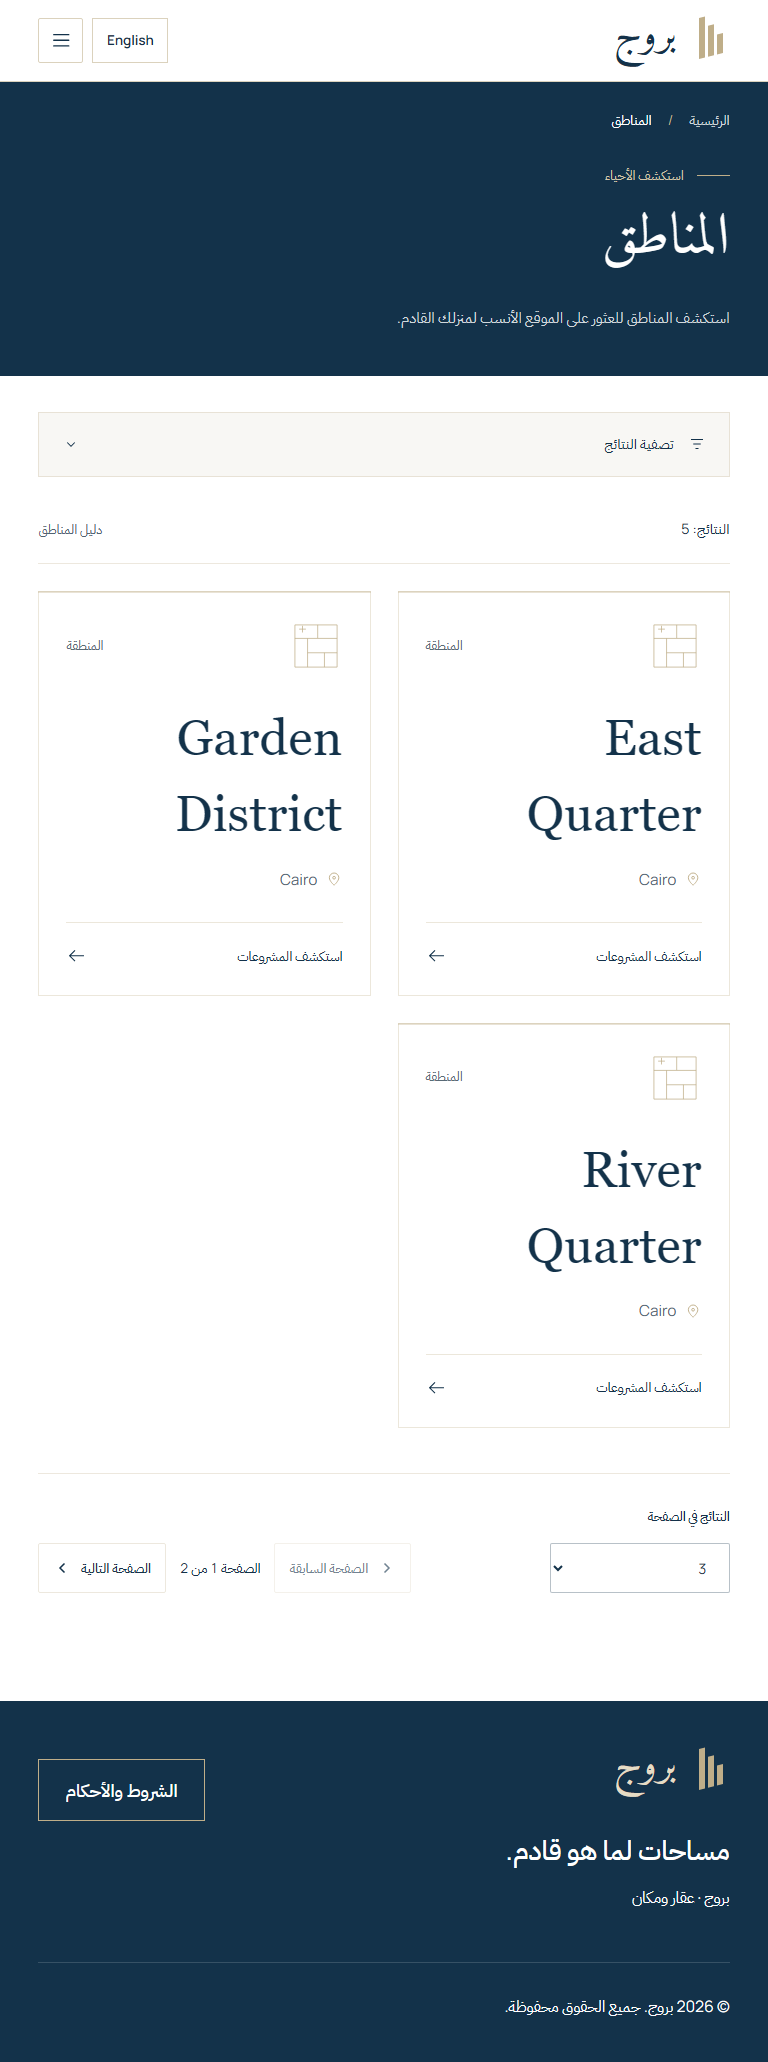 بروج
English
الرئيسية / المناطق
استكشف الأحياء
المناطق
استكشف المناطق للعثور على الموقع الأنسب لمنزلك القادم.
تصفية النتائج
النتائج: 5
دليل المناطق
المنطقة
East
Quarter
Cairo
استكشف المشروعات
المنطقة
Garden
District
Cairo
استكشف المشروعات
المنطقة
River
Quarter
Cairo
استكشف المشروعات
النتائج في الصفحة
3
الصفحة السابقة
الصفحة 1 من 2
الصفحة التالية
بروج
مساحات لما هو قادم.
بروج · عقار ومكان
الشروط والأحكام
© 2026 بروج. جميع الحقوق محفوظة.